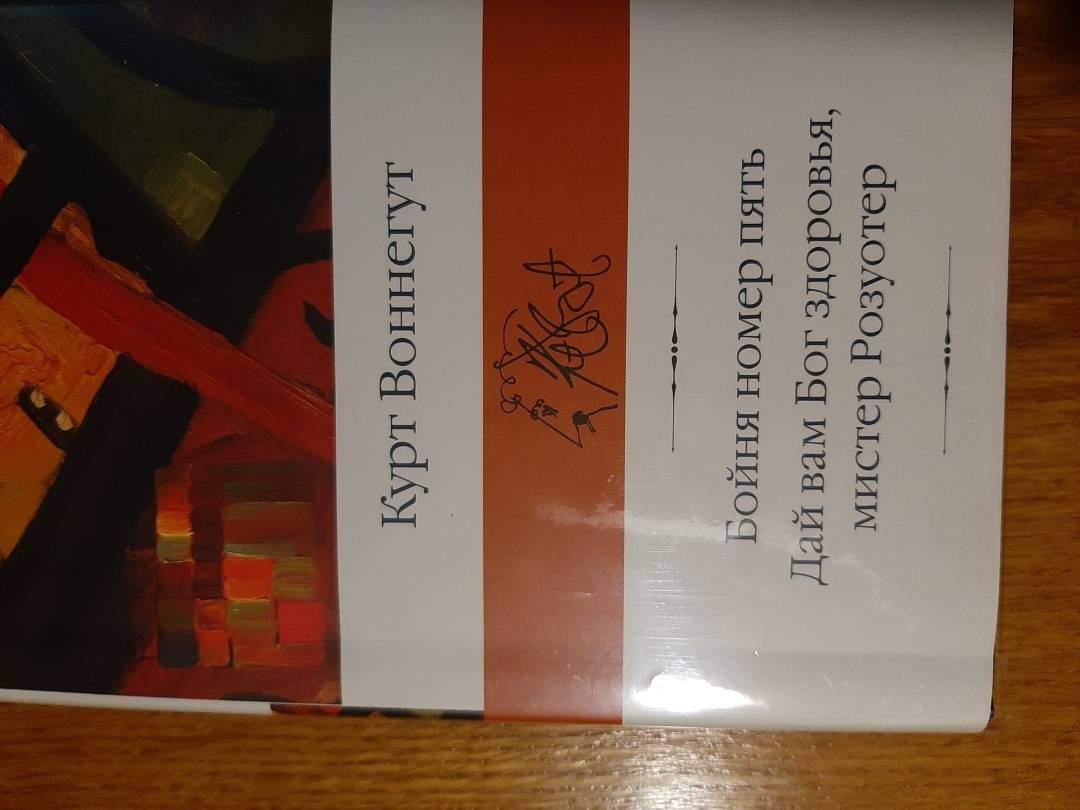 Курт Воннегут
Бойня номер пять
Дай вам Бог здоровья,
мистер Розуотер